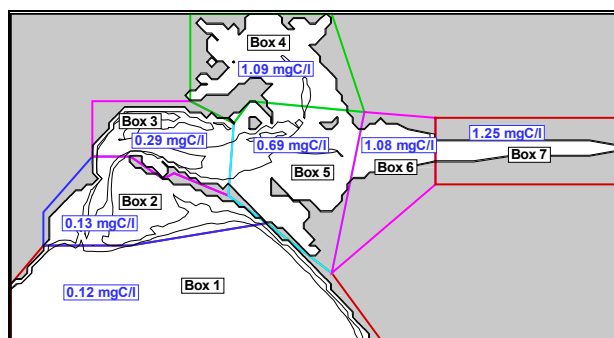 Box 4
1.09 mgC/l
Box 3
0.29 mgC/l
0.69 mgC/l
1.25 mgC/l
1.08 mgC/l
Box 7
Box 5
Box 6
Box 2
0.13 mgC/l
Box 1
0.12 mgC/l